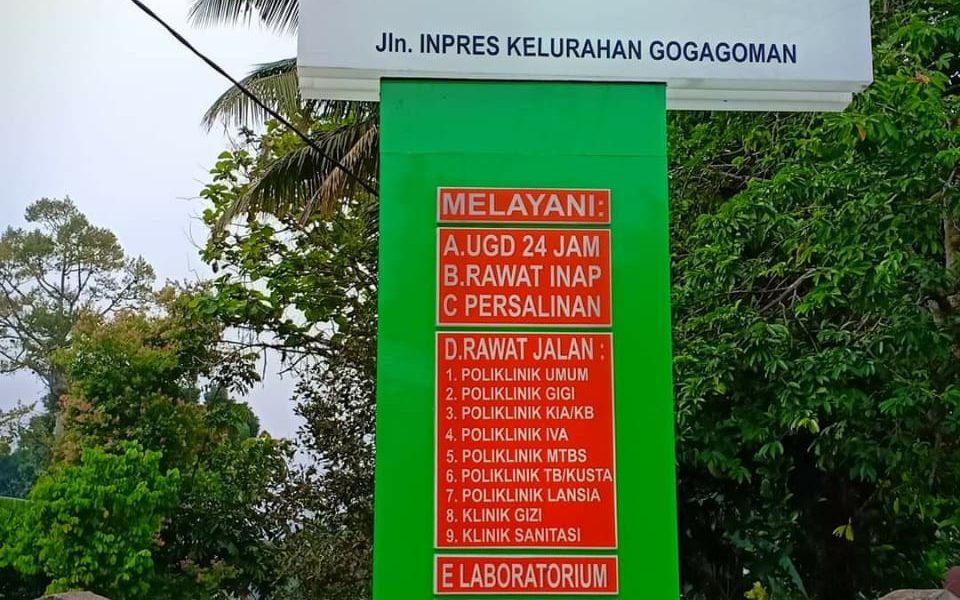 Jln. INPRES KELURAHAN GOGAGOMAN
MELAYANI:
A.UGD 24 JAM
B.RAWAT INAP
C PERSALINAN
D.RAWAT JALAN :
1. POLIKLINIK UMUM
2. POLIKLINIK GIGI
3. POLIKLINIK KIA/KB
4. POLIKLINIK IVA
5. POLIKLINIK MTBS
6. POLIKLINIK TB/KUSTA
7. POLIKLINIK LANSIA
8. KLINIK GIZI
9. KLINIK SANITASI
E LABORATORIUM